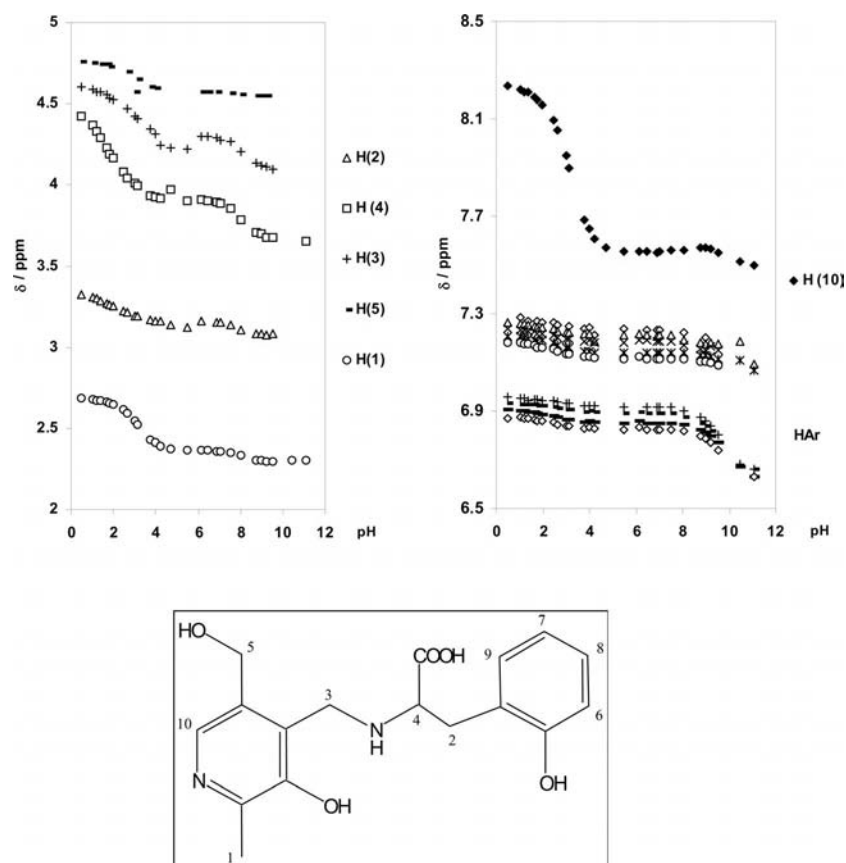 5
4.5
4
3.5
3
2.5
2
δ / ppm
0 2 4 6 8 10 12 pH
H(2)
H (4)
H(3)
H(5)
H(1)
8.5
8.1
7.7
7.3
6.9
6.5
δ / ppm
0 2 4 6 8 10 12 14
pH
H (10)
HAr
HO
5
COOH
7
9
8
3
10
4
6
N
H
2
N
OH
OH
1